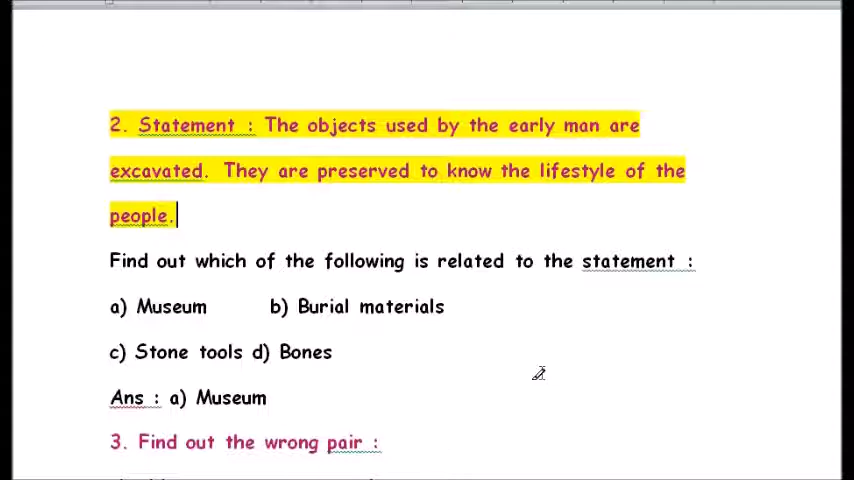 2. Statement : The objects used by the early man are
excavated. They are preserved to know the lifestyle of the
people.
Find out which of the following is related to the statement :
a) Museum b) Burial materials
c) Stone tools d) Bones
Ans : a) Museum
3. Find out the wrong pair :